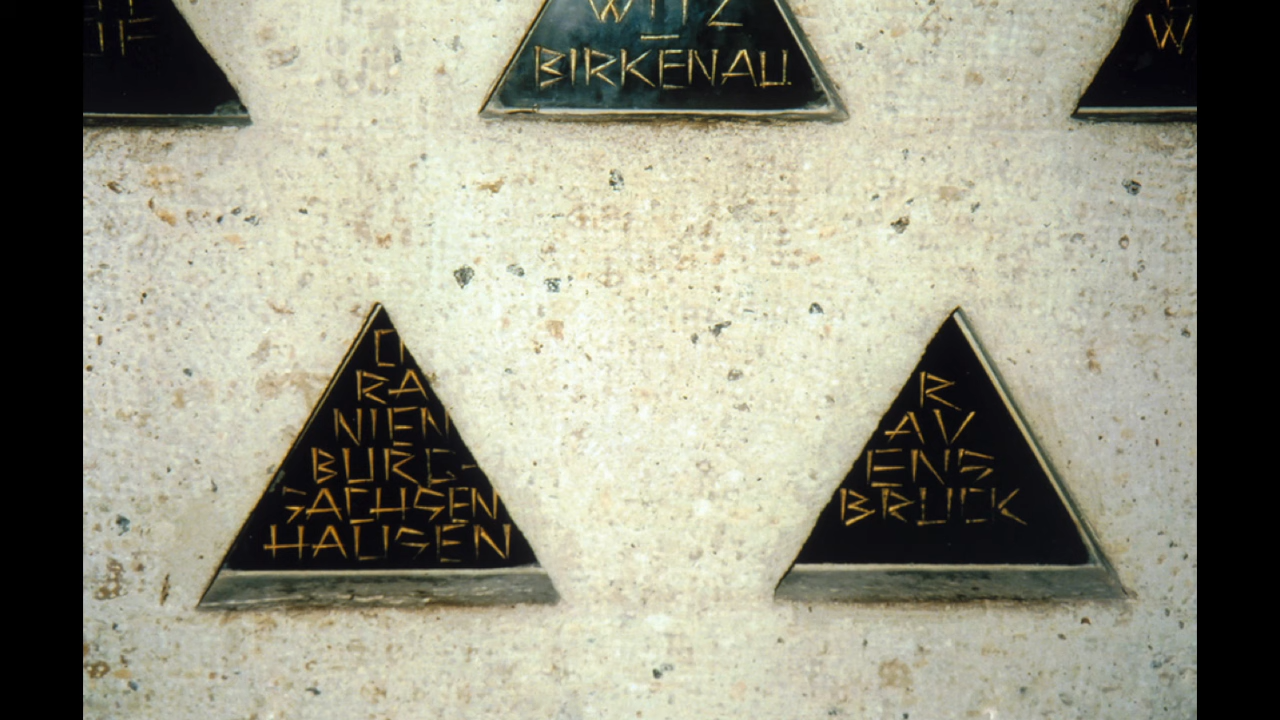 WITZ
–
BIRKENAU
W
O
RA
NIEN
BURG-
SACHSEN
HAUSEN
R
AV
ENS
BRUCK